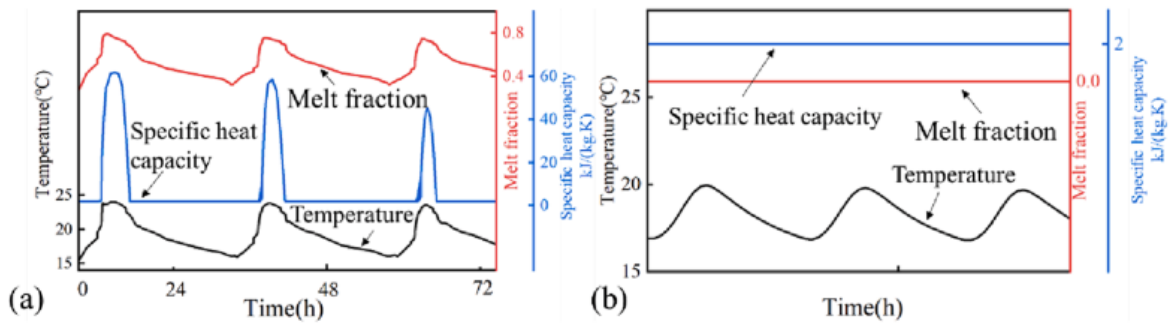 Temperature(℃)
25
20
15
0
24
48
72
Time(h)
(a)
Melt fraction
Specific heat
capacity
Temperature
0.8
0.4
Melt fraction
60
40
20
0
Specific heat capacity
kJ/(kg.K)
Temperature(℃)
25
20
15
Time(h)
(b)
Specific heat capacity
Melt fraction
Temperature
0.0
Melt fraction
2
Specific heat capacity
kJ/(kg.K)